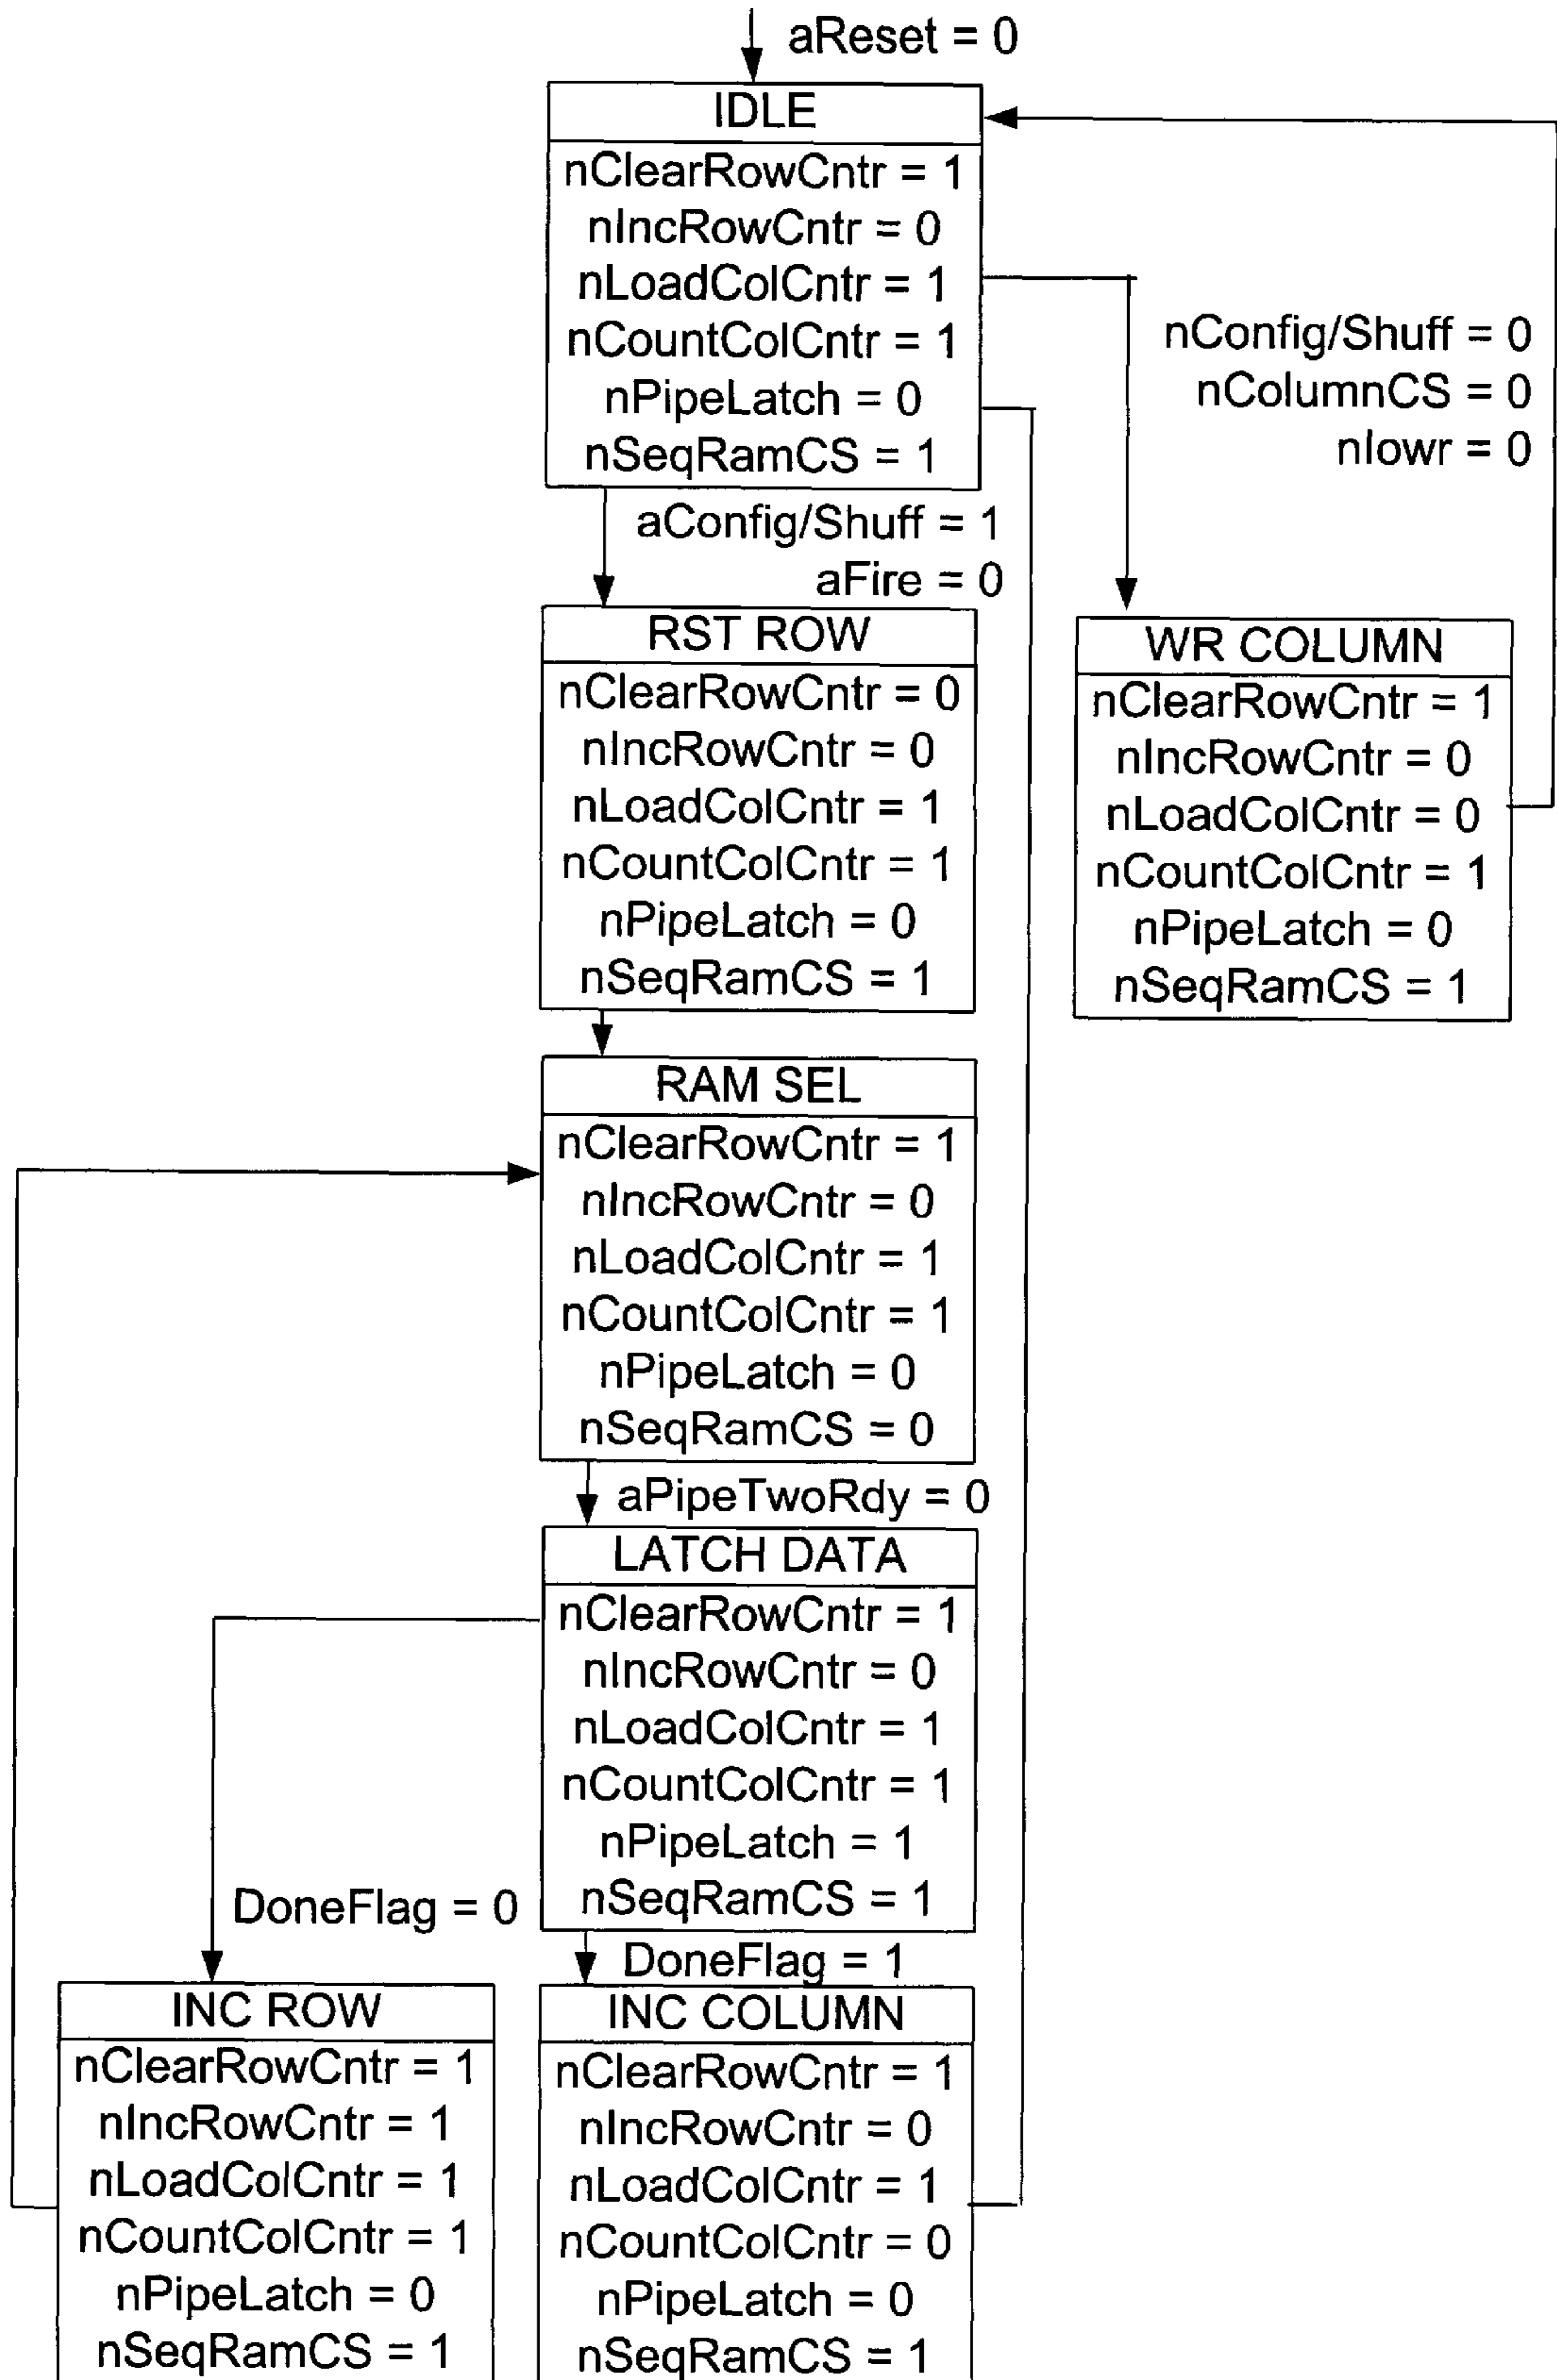 aReset = 0
IDLE
nClearRowCntr = 1
nIncRowCntr = 0
nLoadColCntr = 1
nCountColCntr = 1
nPipeLatch = 0
nSeqRamCS = 1
nConfig/Shuff = 0
nColumnCS = 0
nIowr = 0
aConfig/Shuff = 1
aFire = 0
RST ROW
nClearRowCntr = 0
nIncRowCntr = 0
nLoadColCntr = 1
nCountColCntr = 1
nPipeLatch = 0
nSeqRamCS = 1
WR COLUMN
nClearRowCntr = 1
nIncRowCntr = 0
nLoadColCntr = 0
nCountColCntr = 1
nPipeLatch = 0
nSeqRamCS = 1
RAM SEL
nClearRowCntr = 1
nIncRowCntr = 0
nLoadColCntr = 1
nCountColCntr = 1
nPipeLatch = 0
nSeqRamCS = 0
aPipeTwoRdy = 0
LATCH DATA
nClearRowCntr = 1
nIncRowCntr = 0
nLoadColCntr = 1
nCountColCntr = 1
nPipeLatch = 1
nSeqRamCS = 1
DoneFlag = 0
DoneFlag = 1
INC ROW
nClearRowCntr = 1
nIncRowCntr = 1
nLoadColCntr = 1
nCountColCntr = 1
nPipeLatch = 0
nSeqRamCS = 1
INC COLUMN
nClearRowCntr = 1
nIncRowCntr = 0
nLoadColCntr = 1
nCountColCntr = 0
nPipeLatch = 0
nSeqRamCS = 1